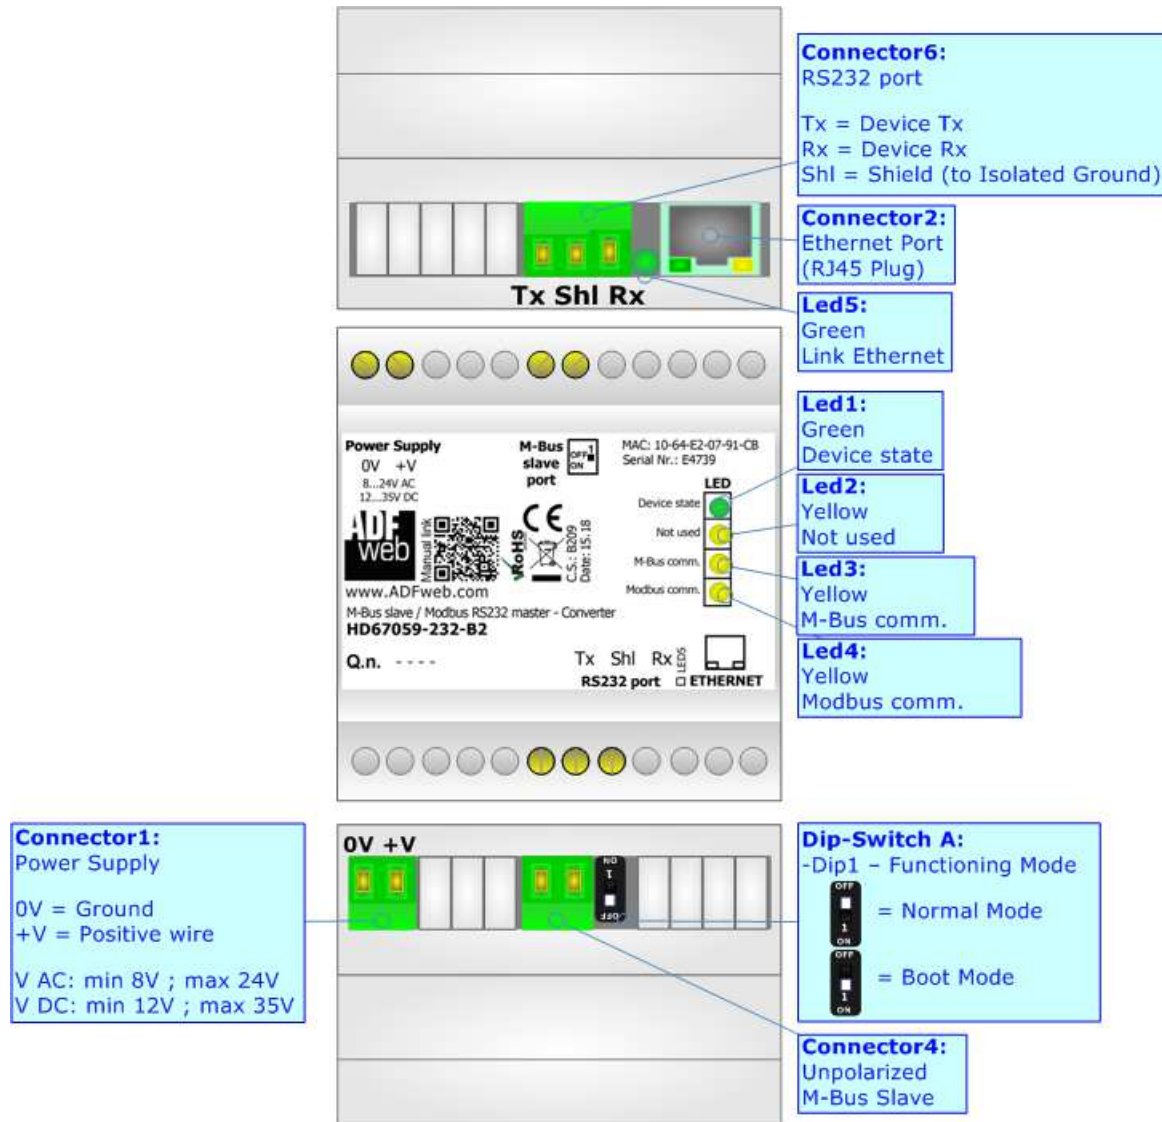 Connector6:
RS232 port
Tx = Device Tx
Rx = Device Rx
Shl = Shield (to Isolated Ground)
Connector2:
Ethernet Port
(RJ45 Plug)
Tx Shl Rx
Led5:
Green
Link Ethernet
Led1:
Green
Device state
Led2:
Yellow
Not used
Led3:
Yellow
M-Bus comm.
Led4:
Yellow
Modbus comm.
Power Supply
0V +V
8...24V AC
12...35V DC
M-Bus
slave
port
OFF 1
ON
MAC: 10-64-E2-07-91-CB
Serial Nr.: E4739
LED
Device state
Not used
M-Bus comm.
Modbus comm.
ADF
web
Manual link
RoHS
CE
C.S.: B209
Date: 15.18
www.ADFweb.com
M-Bus slave / Modbus RS232 master - Converter
HD67059-232-B2
Q.n. - - - -
Tx Shl Rx
LED5
RS232 port
ETHERNET
Connector1:
Power Supply
0V = Ground
+V = Positive wire
V AC: min 8V ; max 24V
V DC: min 12V ; max 35V
0V +V
ON
1
OFF
Dip-Switch A:
-Dip1 – Functioning Mode
OFF
1
ON
= Normal Mode
OFF
1
ON
= Boot Mode
Connector4:
Unpolarized
M-Bus Slave